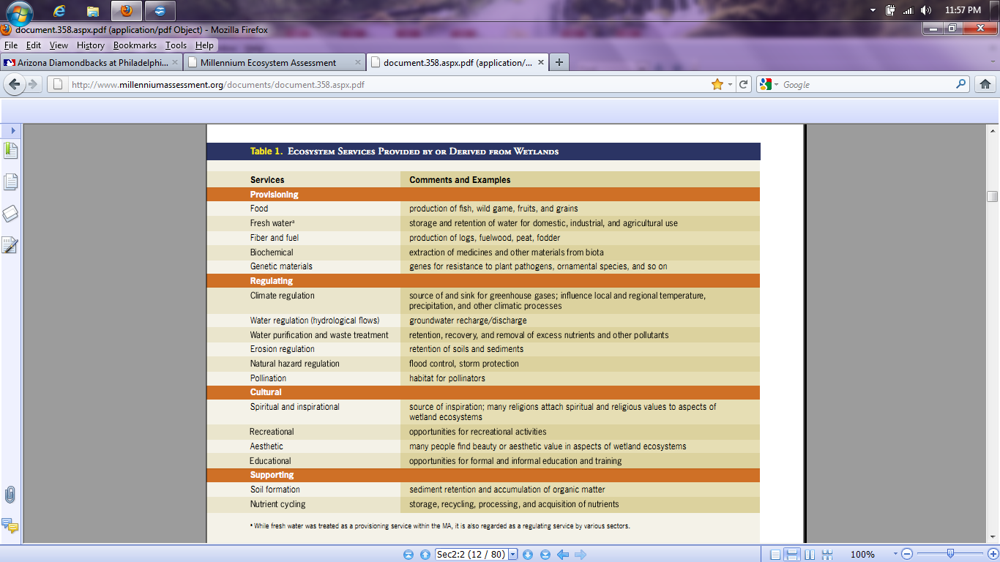 11:57 PM
document.358.aspx.pdf (application/pdf Object) - Mozilla Firefox
File Edit View History Bookmarks Tools Help
Arizona Diamondbacks at Philadelphi... Millennium Ecosystem Assessment document.358.aspx.pdf (application/...
http://www.millenniumassessment.org/documents/document.358.aspx.pdf Google
Table 1. Ecosystem Services Provided by or Derived from Wetlands
Services Comments and Examples
Provisioning
Food production of fish, wild game, fruits, and grains
Fresh waterª storage and retention of water for domestic, industrial, and agricultural use
Fiber and fuel production of logs, fuelwood, peat, fodder
Biochemical extraction of medicines and other materials from biota
Genetic materials genes for resistance to plant pathogens, ornamental species, and so on
Regulating
Climate regulation source of and sink for greenhouse gases; influence local and regional temperature,
precipitation, and other climatic processes
Water regulation (hydrological flows) groundwater recharge/discharge
Water purification and waste treatment retention, recovery, and removal of excess nutrients and other pollutants
Erosion regulation retention of soils and sediments
Natural hazard regulation flood control, storm protection
Pollination habitat for pollinators
Cultural
Spiritual and inspirational source of inspiration; many religions attach spiritual and religious values to aspects of
wetland ecosystems
Recreational opportunities for recreational activities
Aesthetic many people find beauty or aesthetic value in aspects of wetland ecosystems
Educational opportunities for formal and informal education and training
Supporting
Soil formation sediment retention and accumulation of organic matter
Nutrient cycling storage, recycling, processing, and acquisition of nutrients
ª While fresh water was treated as a provisioning service within the MA, it is also regarded as a regulating service by various sectors.
Sec2:2 (12 / 80) 100%